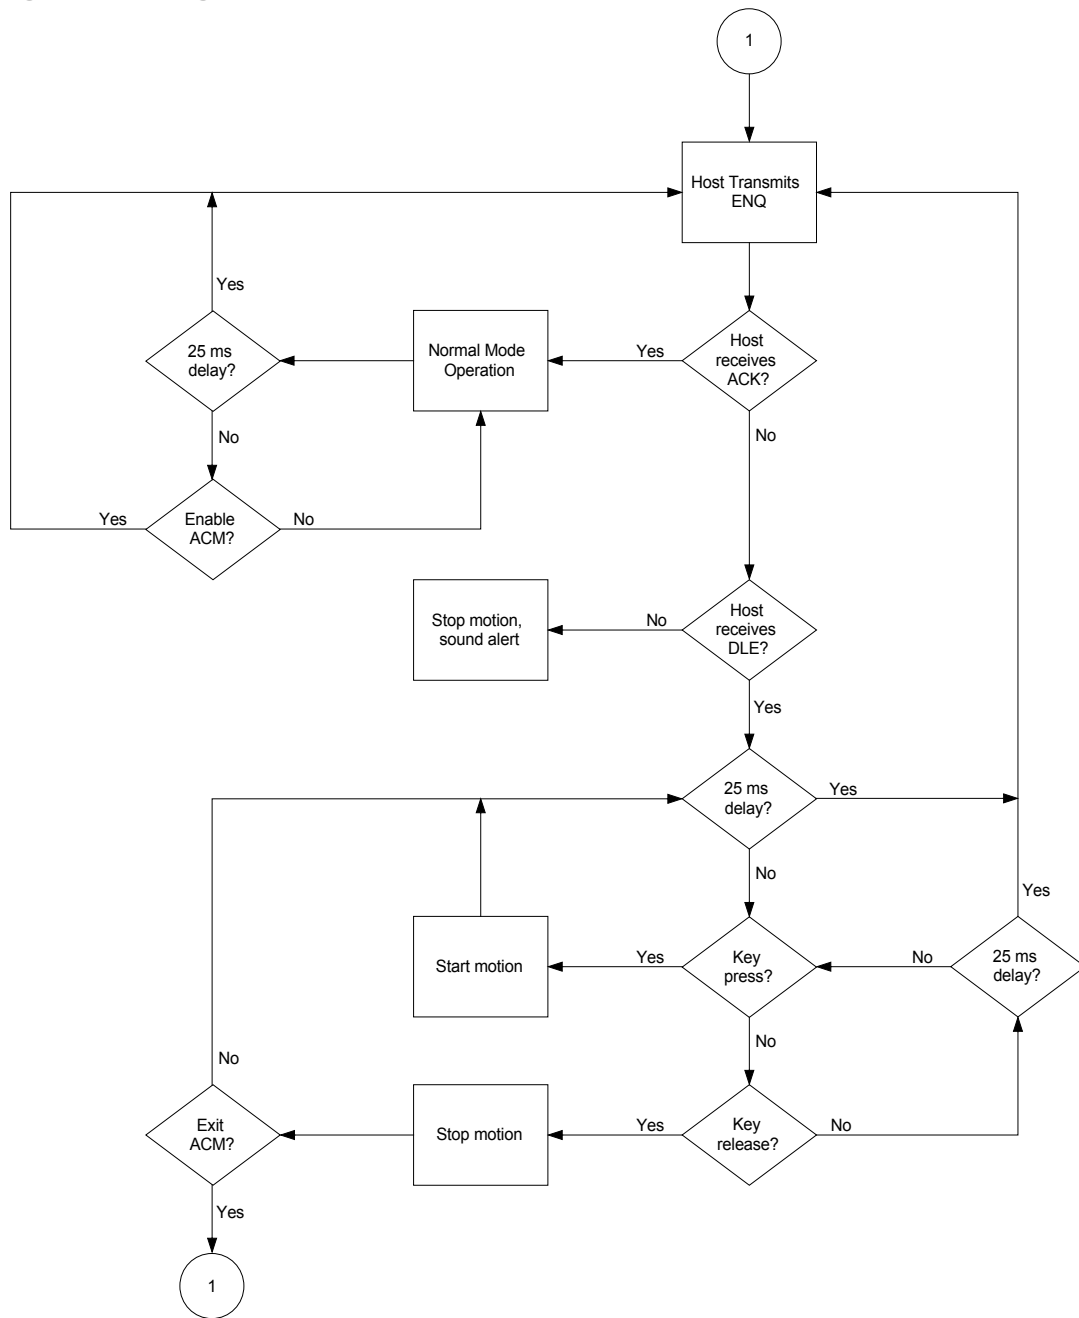 1
Host Transmits
ENQ
Yes
25 ms
delay?
Normal Mode
Operation
Yes
Host
receives
ACK?
No
No
Yes
Enable
ACM?
No
Stop motion,
sound alert
No
Host
receives
DLE?
Yes
25 ms
delay?
Yes
No
Yes
Start motion
Yes
Key
press?
No
25 ms
delay?
No
No
Exit
ACM?
Stop motion
Yes
Key
release?
No
Yes
1